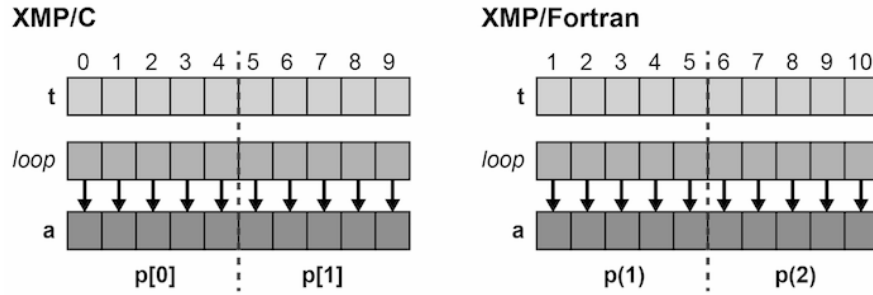 XMP/C
0 1 2 3 4 5 6 7 8 9
t
loop
a
p[0] p[1]
XMP/Fortran
1 2 3 4 5 6 7 8 9 10
t
loop
a
p(1) p(2)